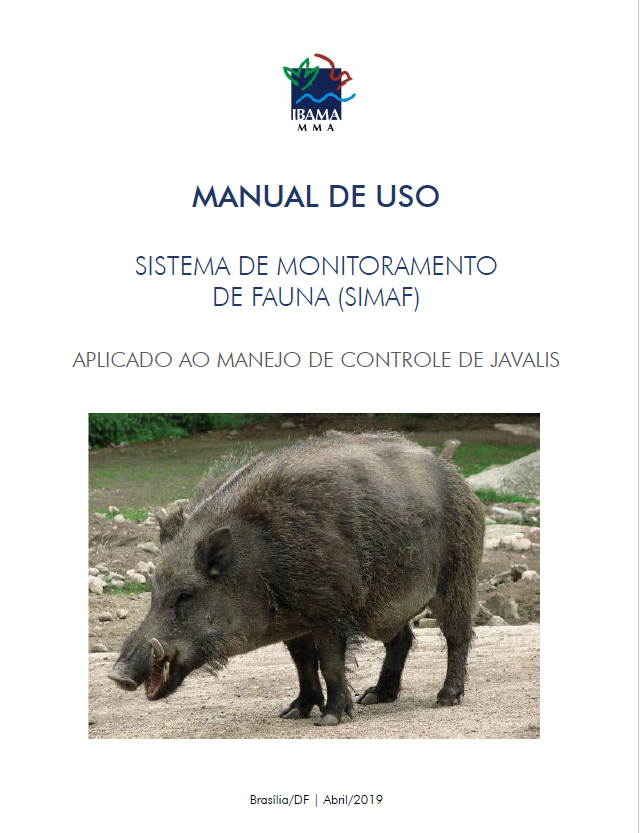 IBAMA
MMA
MANUAL DE USO
SISTEMA DE MONITORAMENTO
DE FAUNA (SIMAF)
APLICADO AO MANEJO DE CONTROLE DE JAVALIS
Brasília/DF | Abril/2019